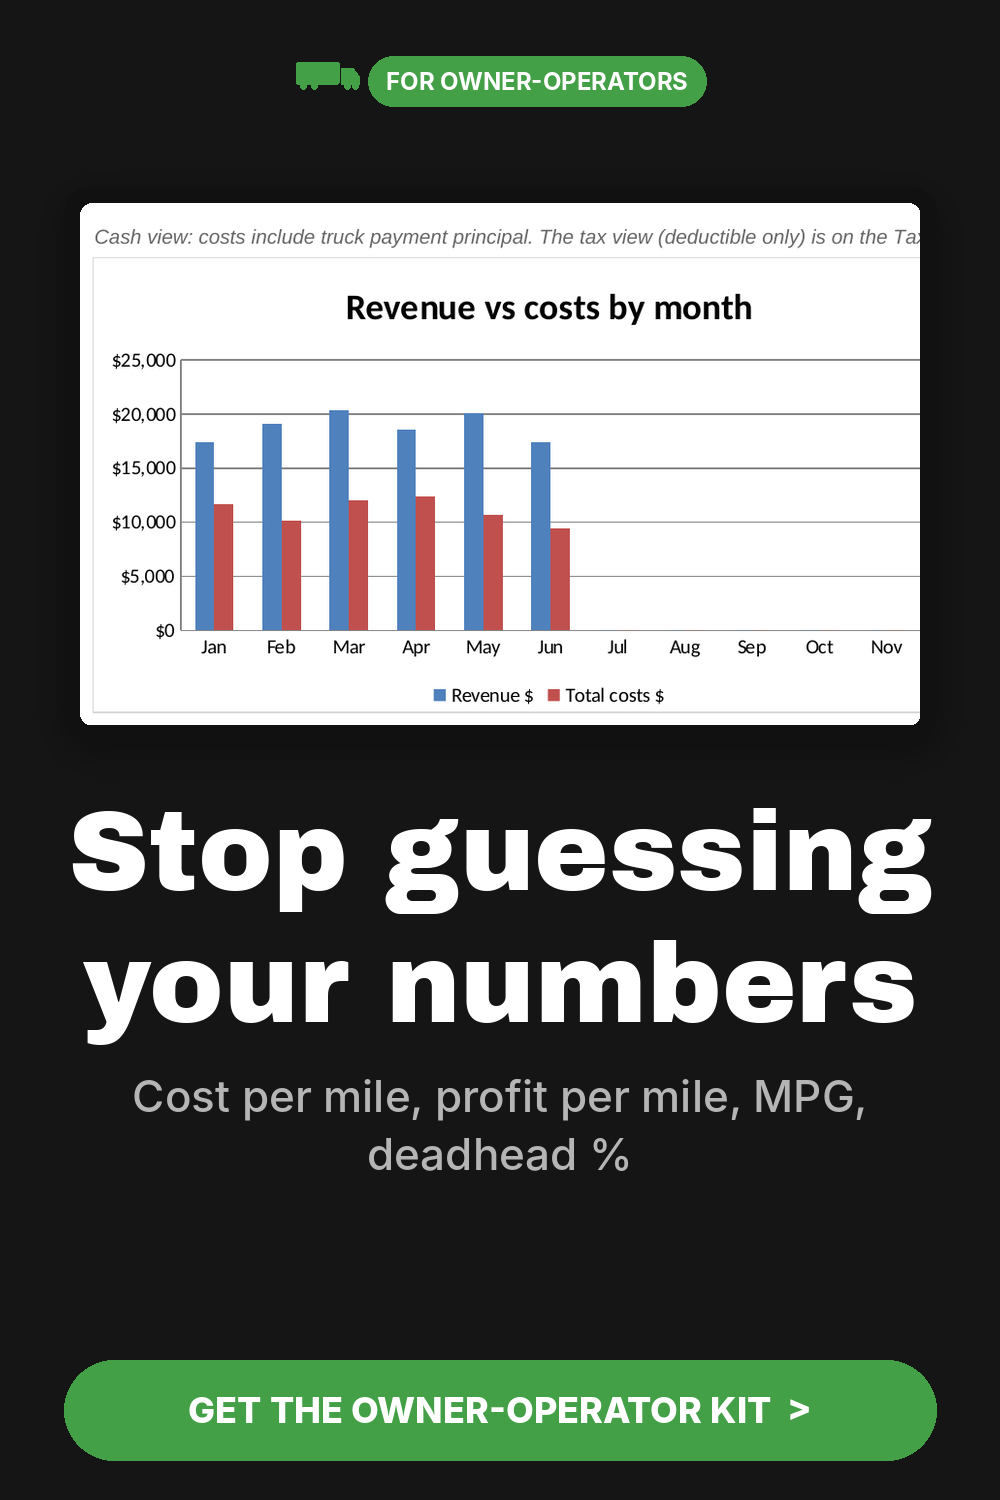 FOR OWNER-OPERATORS
Cash view: costs include truck payment principal. The tax view (deductible only) is on the Tax
Revenue vs costs by month
$25,000
$20,000
$15,000
$10,000
$5,000
$0
Jan Feb Mar Apr May Jun Jul Aug Sep Oct Nov
Revenue $ Total costs $
Stop guessing
your numbers
Cost per mile, profit per mile, MPG,
deadhead %
GET THE OWNER-OPERATOR KIT >